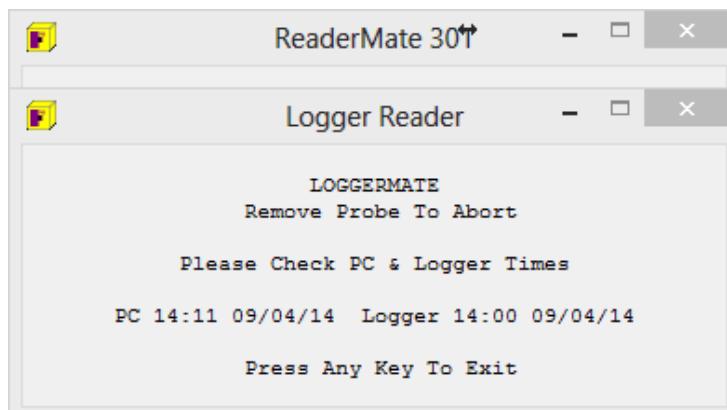 ReaderMate 301
Logger Reader
LOGGERMATE
Remove Probe To Abort
Please Check PC & Logger Times
PC 14:11 09/04/14 Logger 14:00 09/04/14
Press Any Key To Exit